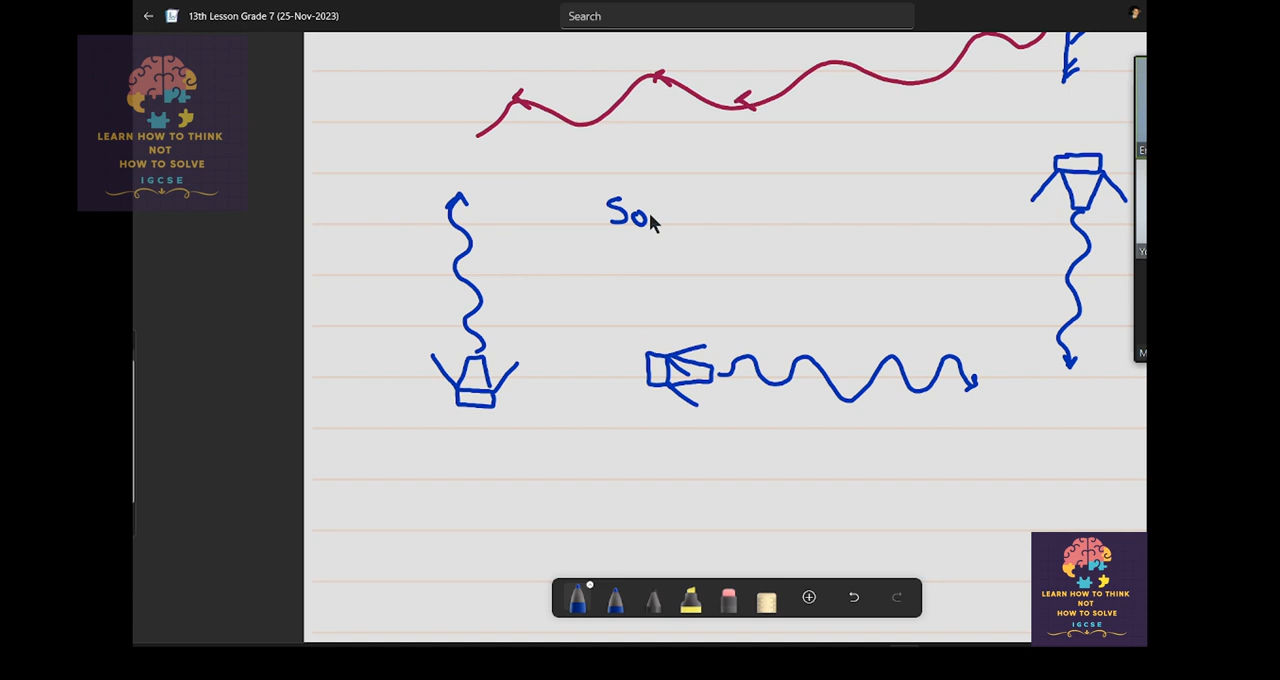 13th Lesson Grade 7 (25-Nov-2023)
Search
LEARN HOW TO THINK
NOT
HOW TO SOLVE
IGCSE
So
LEARN HOW TO THINK
NOT
HOW TO SOLVE
IGCSE